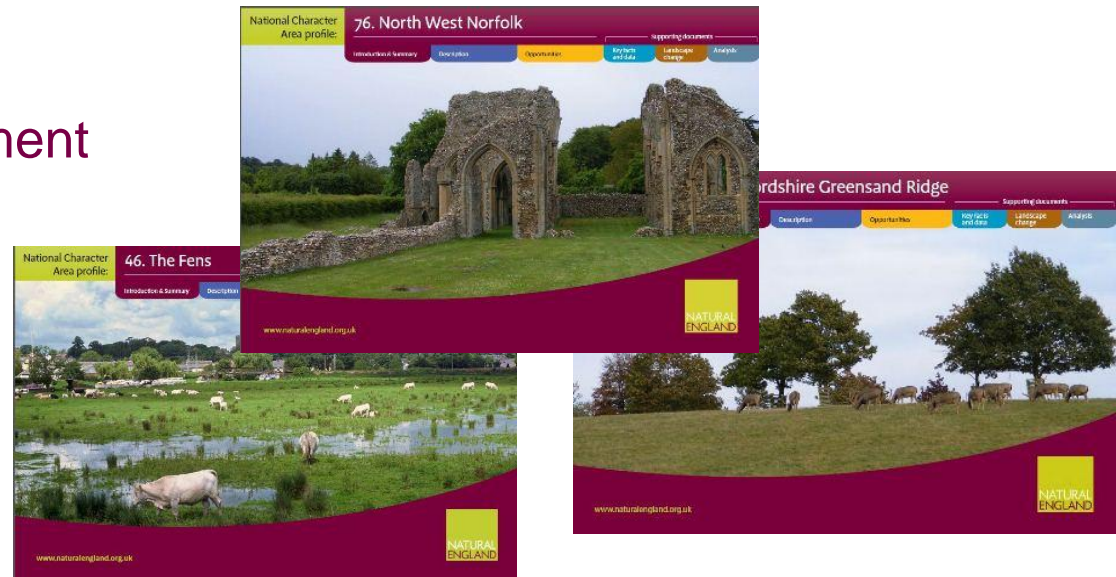 nent
National Character
Area profile:
76. North West Norfolk
Supporting documents
Introduction & Summary
Description
Opportunities
Key facts
and data
Landscape
change
Analysis
www.naturalengland.org.uk
NATURAL
ENGLAND
rdshire Greensand Ridge
Supporting documents
Description
Opportunities
Key facts
and data
Landscape
change
Analysis
www.naturalengland.org.uk
NATURAL
ENGLAND
National Character
Area profile:
46. The Fens
Introduction & Summary
Description
www.naturalengland.org.uk
NATURAL
ENGLAND